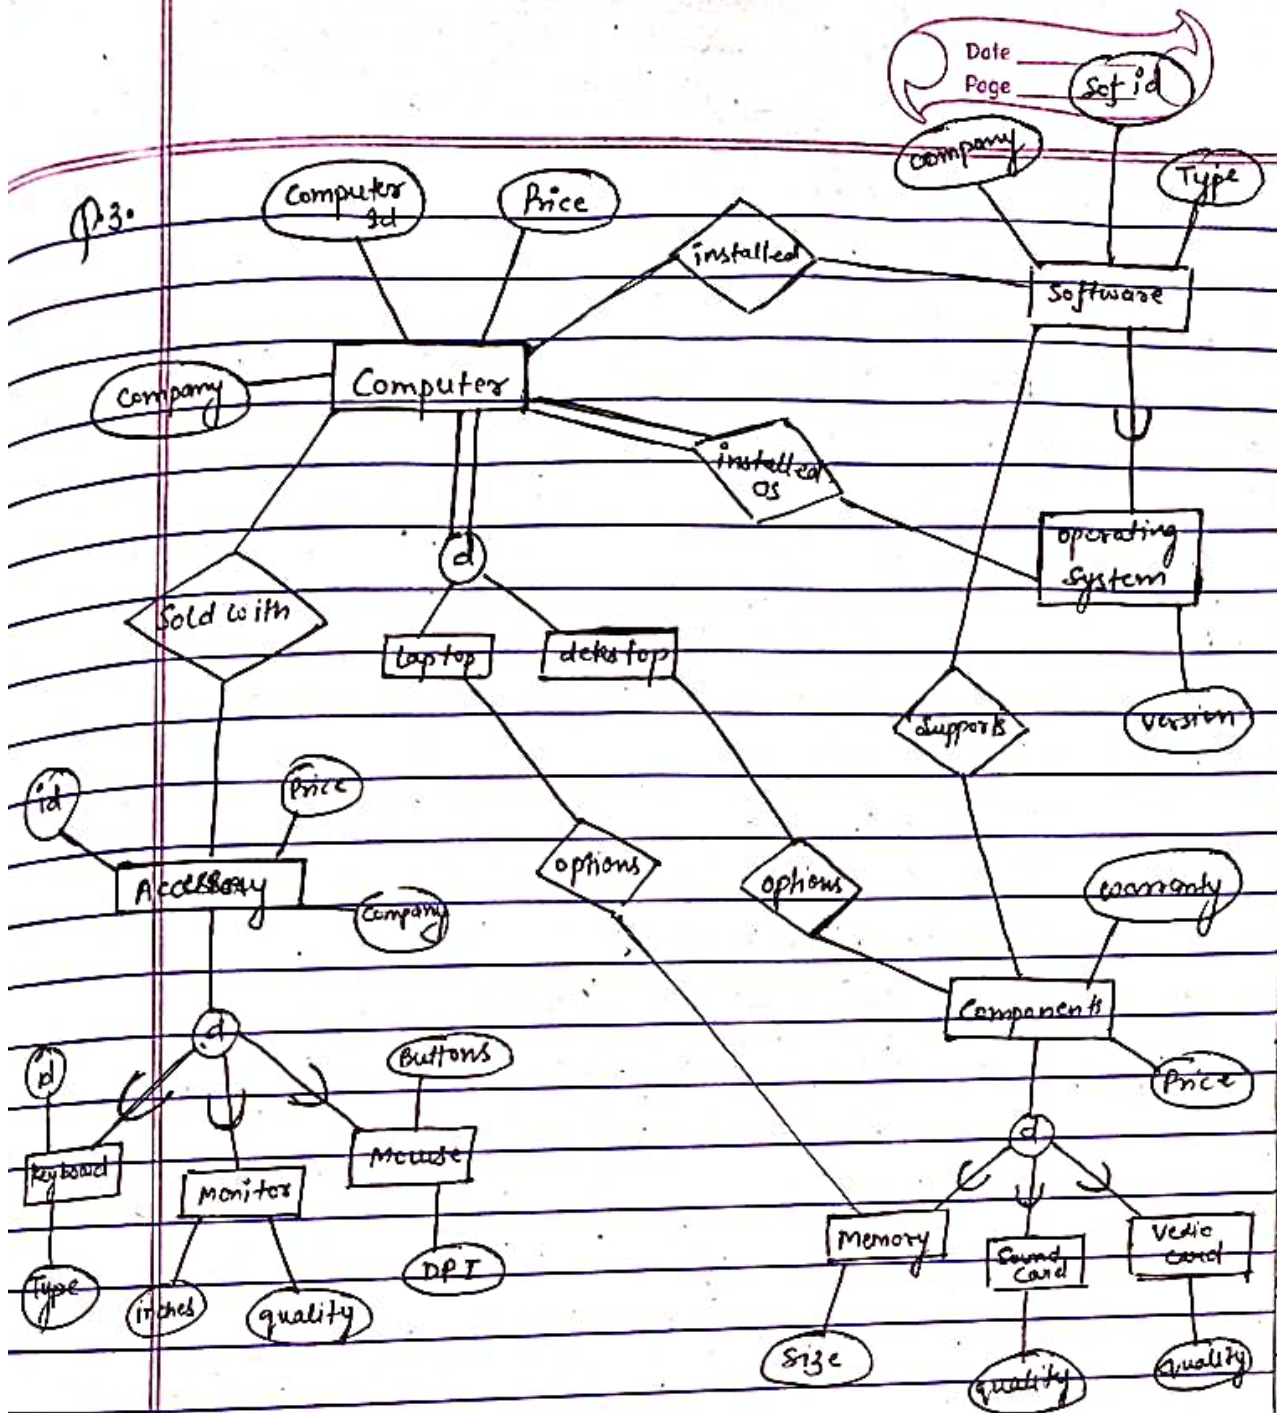 Date
Page
Sof id
Company
Type
Q.3.
Computer
Id
Price
installed
Software
Company
Computer
installed
OS
operating
System
d
Sold with
Laptop
dekstop
Supports
version
id
Price
options
options
warranty
Accessory
Company
Components
d
Price
id
Buttons
d
keyboard
Monitor
Mouse
Memory
Sound
Card
Vedio
card
Type
inches
quality
DPI
Size
quality
quality